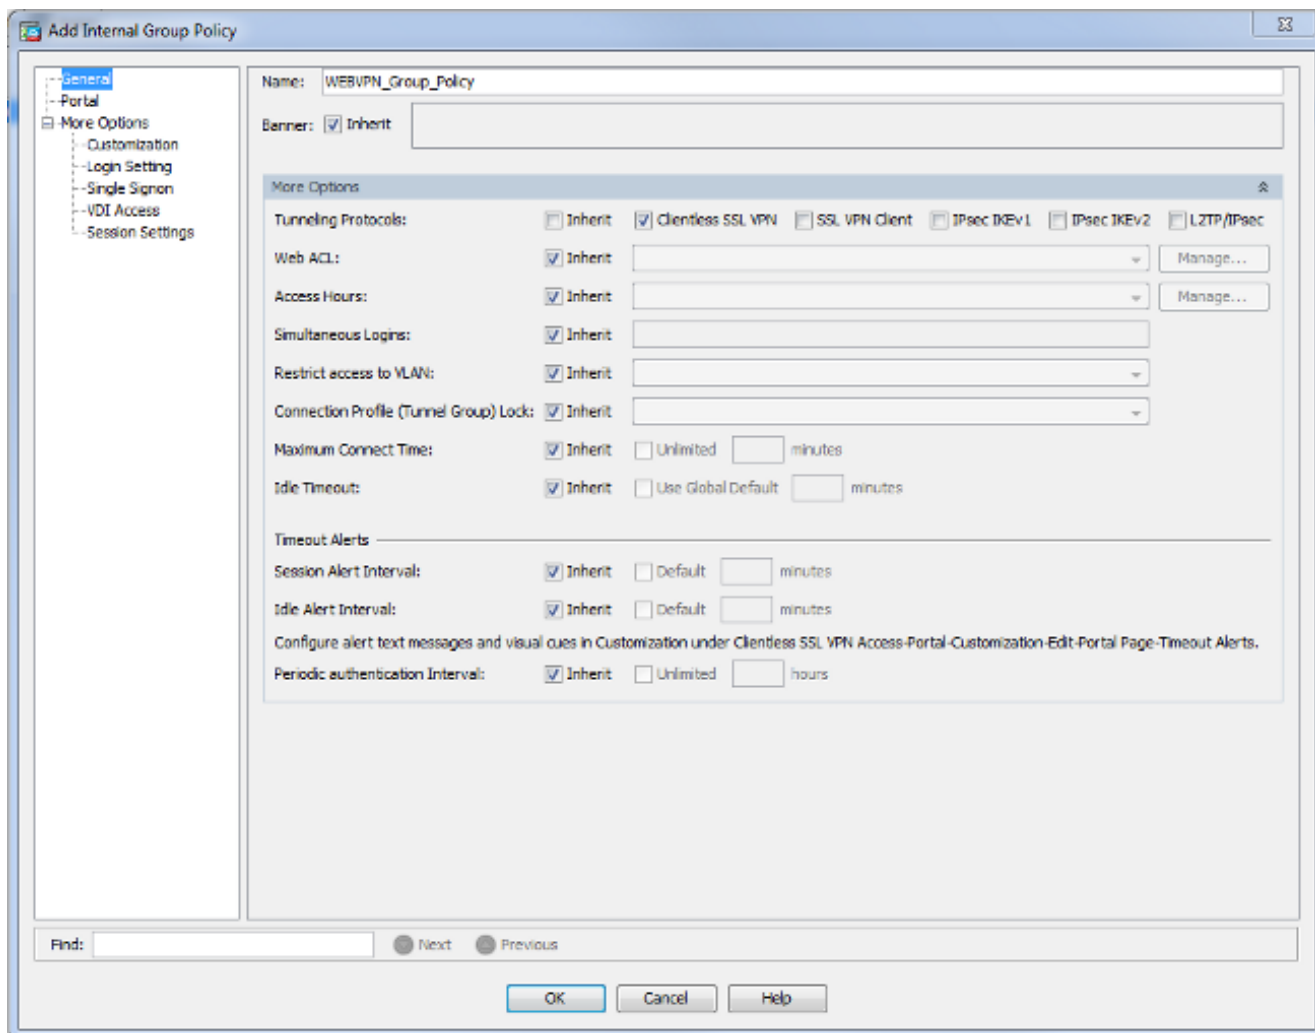 Add Internal Group Policy
General
Portal
More Options
Customization
Login Setting
Single Signon
VDI Access
Session Settings
Name: WEBVPN_Group_Policy
Banner: Inherit
More Options
Tunneling Protocols: Inherit Clientless SSL VPN SSL VPN Client IPsec IKEv1 IPsec IKEv2 L2TP/IPsec
Web ACL: Inherit Manage...
Access Hours: Inherit Manage...
Simultaneous Logins: Inherit
Restrict access to VLAN: Inherit
Connection Profile (Tunnel Group) Lock: Inherit
Maximum Connect Time: Inherit Unlimited minutes
Idle Timeout: Inherit Use Global Default minutes
Timeout Alerts
Session Alert Interval: Inherit Default minutes
Idle Alert Interval: Inherit Default minutes
Configure alert text messages and visual cues in Customization under Clientless SSL VPN Access-Portal-Customization-Edit-Portal Page-Timeout Alerts.
Periodic authentication Interval: Inherit Unlimited hours
Find: Next Previous
OK Cancel Help